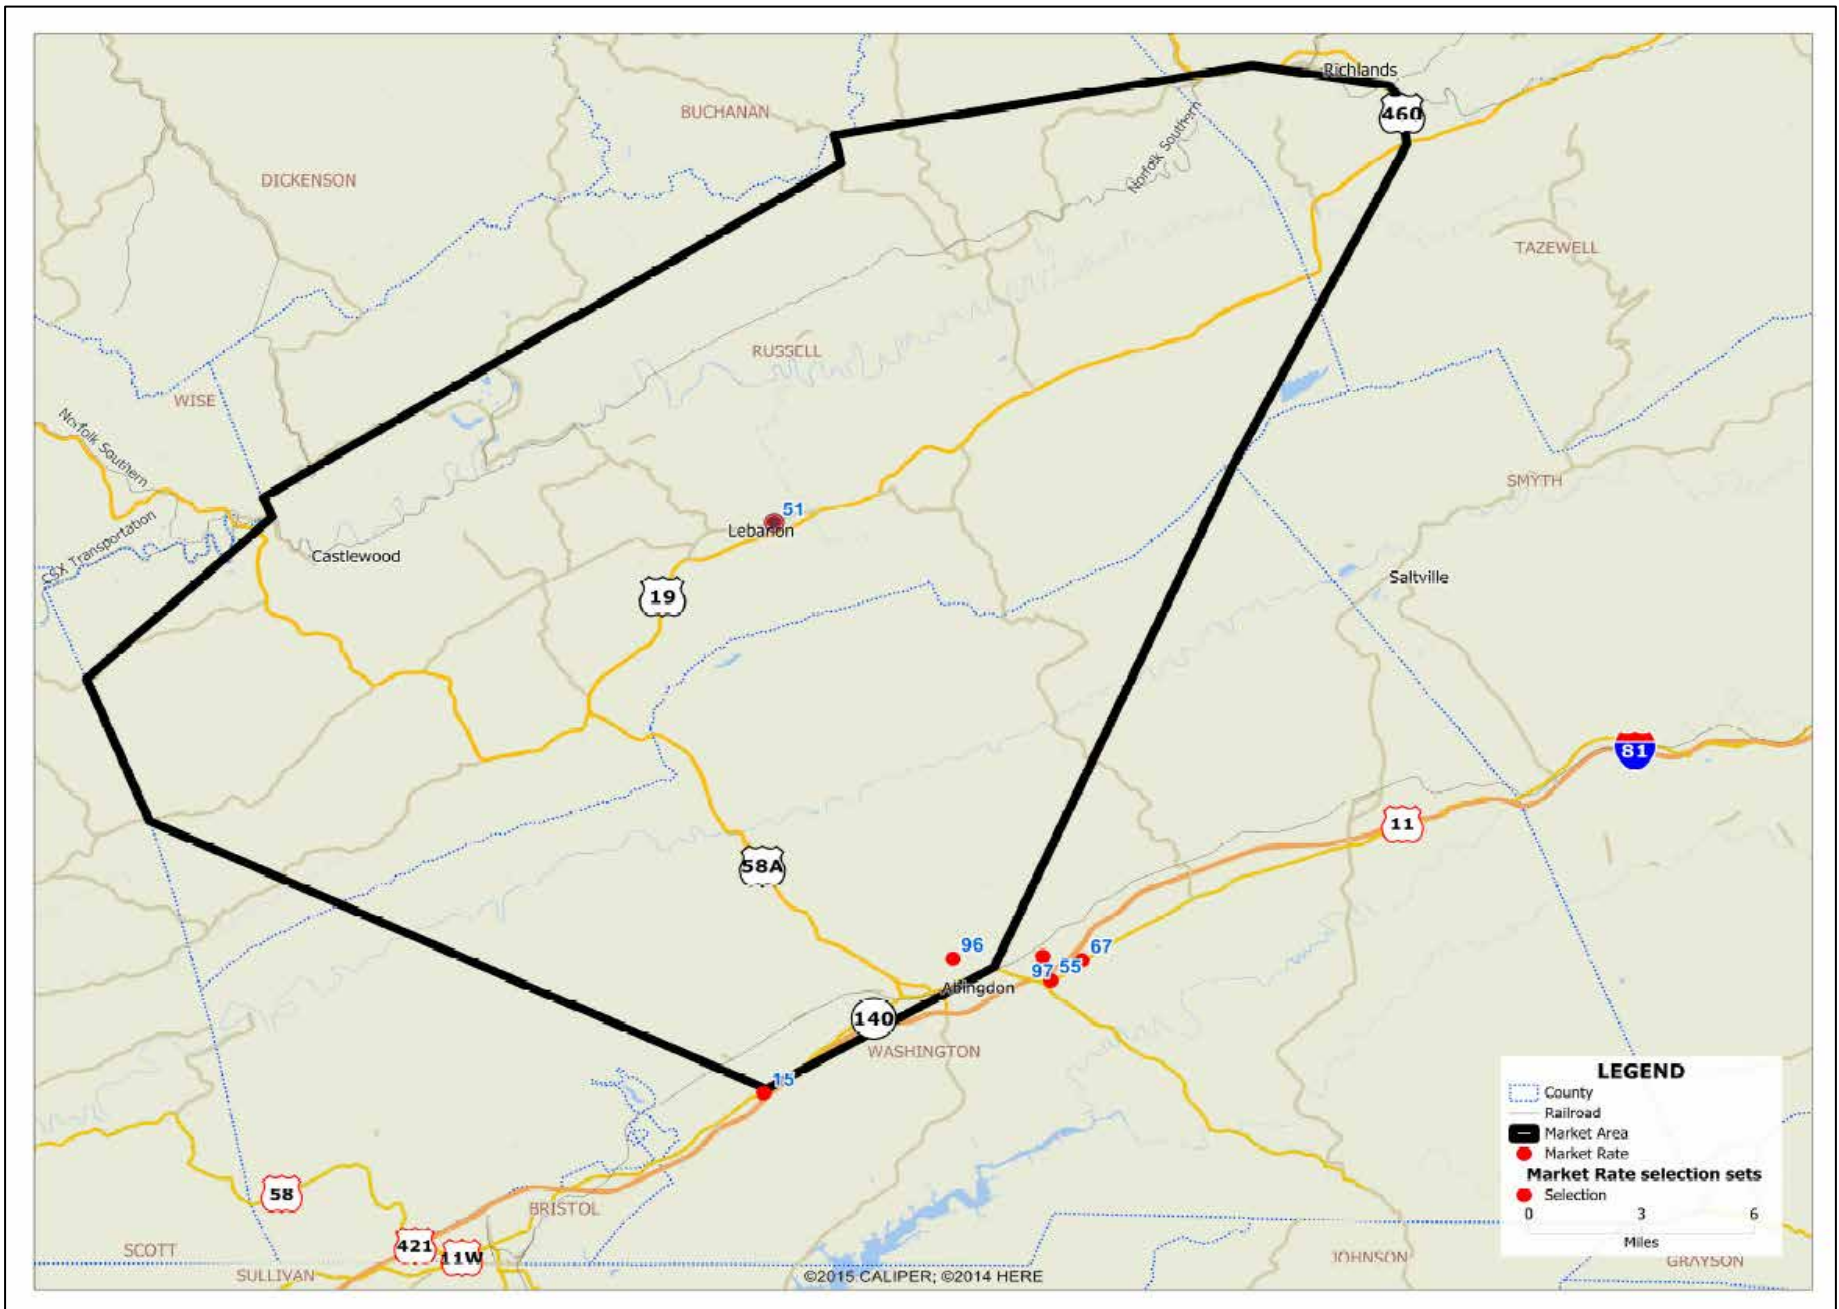 Richlands
460
BUCHANAN
Norfolk Southern
DICKENSON
TAZEWELL
RUSSELL
WISE
Norfolk Southern
SMYTH
51
Lebanon
CSX Transportation
Castlewood
Saltville
19
81
11
58A
96
67
97
55
Abingdon
140
WASHINGTON
15
LEGEND
County
Railroad
Market Area
Market Rate
Market Rate selection sets
Selection
0 3 6
Miles
58
BRISTOL
421
11W
SCOTT
SULLIVAN
JOHNSON
GRAYSON
©2015 CALIPER; ©2014 HERE